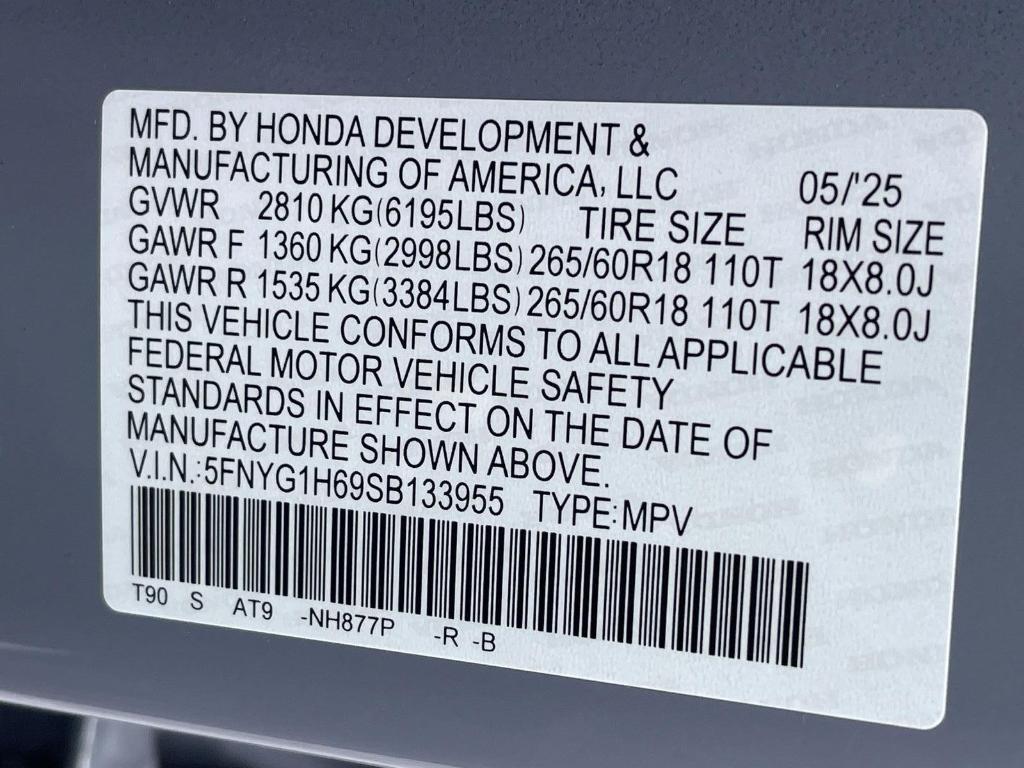 MFD. BY HONDA DEVELOPMENT &
MANUFACTURING OF AMERICA, LLC 05/'25
GVWR 2810 KG(6195LBS) TIRE SIZE RIM SIZE
GAWR F 1360 KG(2998LBS) 265/60R18 110T 18X8.0J
GAWR R 1535 KG(3384LBS) 265/60R18 110T 18X8.0J
THIS VEHICLE CONFORMS TO ALL APPLICABLE
FEDERAL MOTOR VEHICLE SAFETY
STANDARDS IN EFFECT ON THE DATE OF
MANUFACTURE SHOWN ABOVE.
V.I.N.:5FNYG1H69SB133955 TYPE:MPV
T90 S AT9 -NH877P -R -B